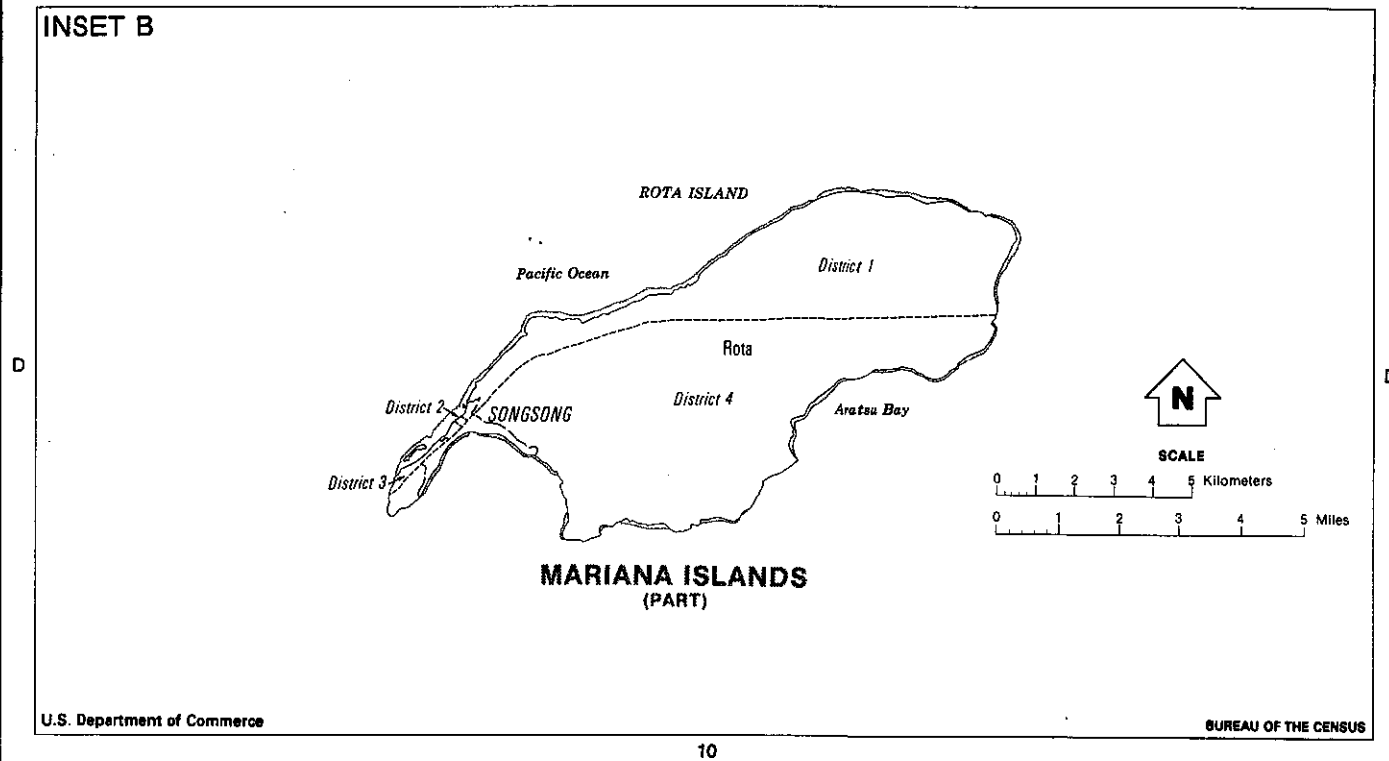 INSET B
ROTA ISLAND
District 1
Pacific Ocean
Rota
D
District 4
District 2
SONGSONG
Aratsu Bay
N
SCALE
0 1 2 3 4 5 Kilometers
0 1 2 3 4 5 Miles
District 3
MARIANA ISLANDS
(PART)
U.S. Department of Commerce
BUREAU OF THE CENSUS
10